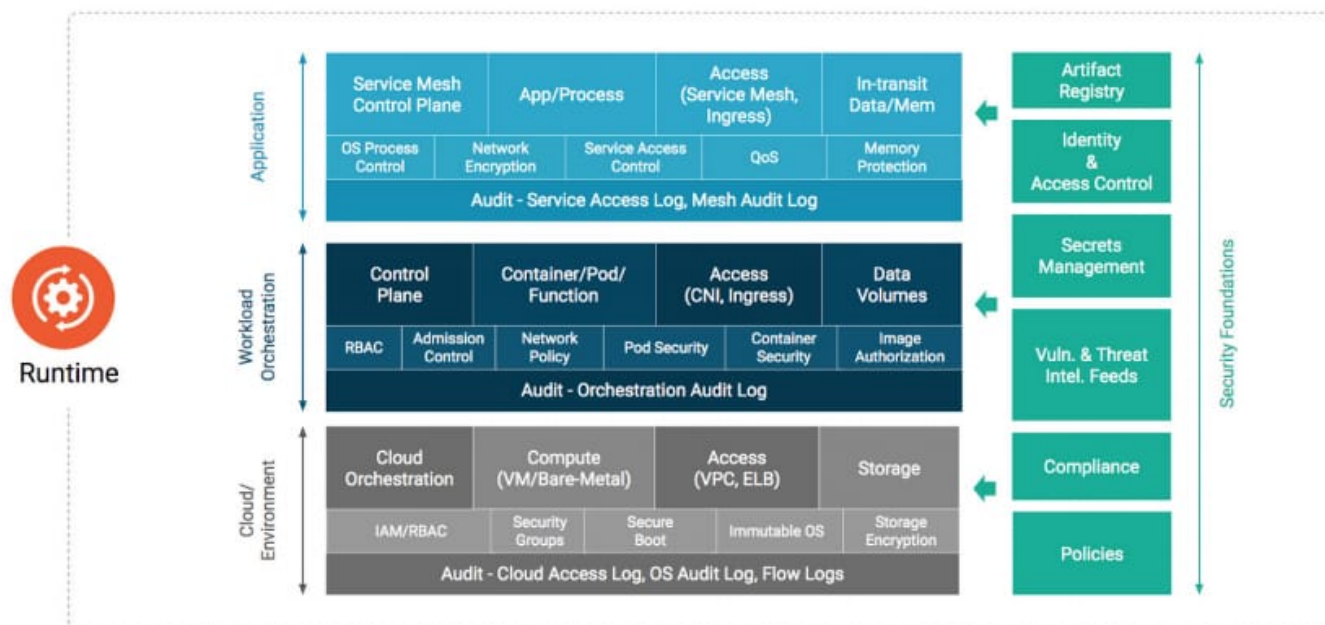 Runtime
Application
Service Mesh
Control Plane
App/Process
Access
(Service Mesh,
Ingress)
In-transit
Data/Mem
OS Process
Control
Network
Encryption
Service Access
Control
QoS
Memory
Protection
Audit - Service Access Log, Mesh Audit Log
Workload
Orchestration
Control
Plane
Container/Pod/
Function
Access
(CNI, Ingress)
Data
Volumes
RBAC
Admission
Control
Network
Policy
Pod Security
Container
Security
Image
Authorization
Audit - Orchestration Audit Log
Cloud/
Environment
Cloud
Orchestration
Compute
(VM/Bare-Metal)
Access
(VPC, ELB)
Storage
IAM/RBAC
Security
Groups
Secure
Boot
Immutable OS
Storage
Encryption
Audit - Cloud Access Log, OS Audit Log, Flow Logs
Artifact
Registry
Identity
&
Access Control
Secrets
Management
Vuln. & Threat
Intel. Feeds
Compliance
Policies
Security Foundations